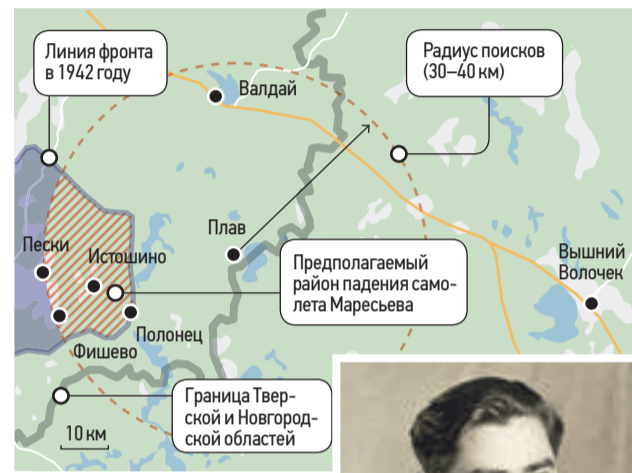 Линия фронта
в 1942 году
Радиус поисков
(30–40 км)
Валдай
Плав
Пески
Истошино
Предполагаемый
район падения само-
лета Маресьева
Вышний
Волочек
Полонец
Фишево
Граница Твер-
ской и Новгород-
ской областей
10 км